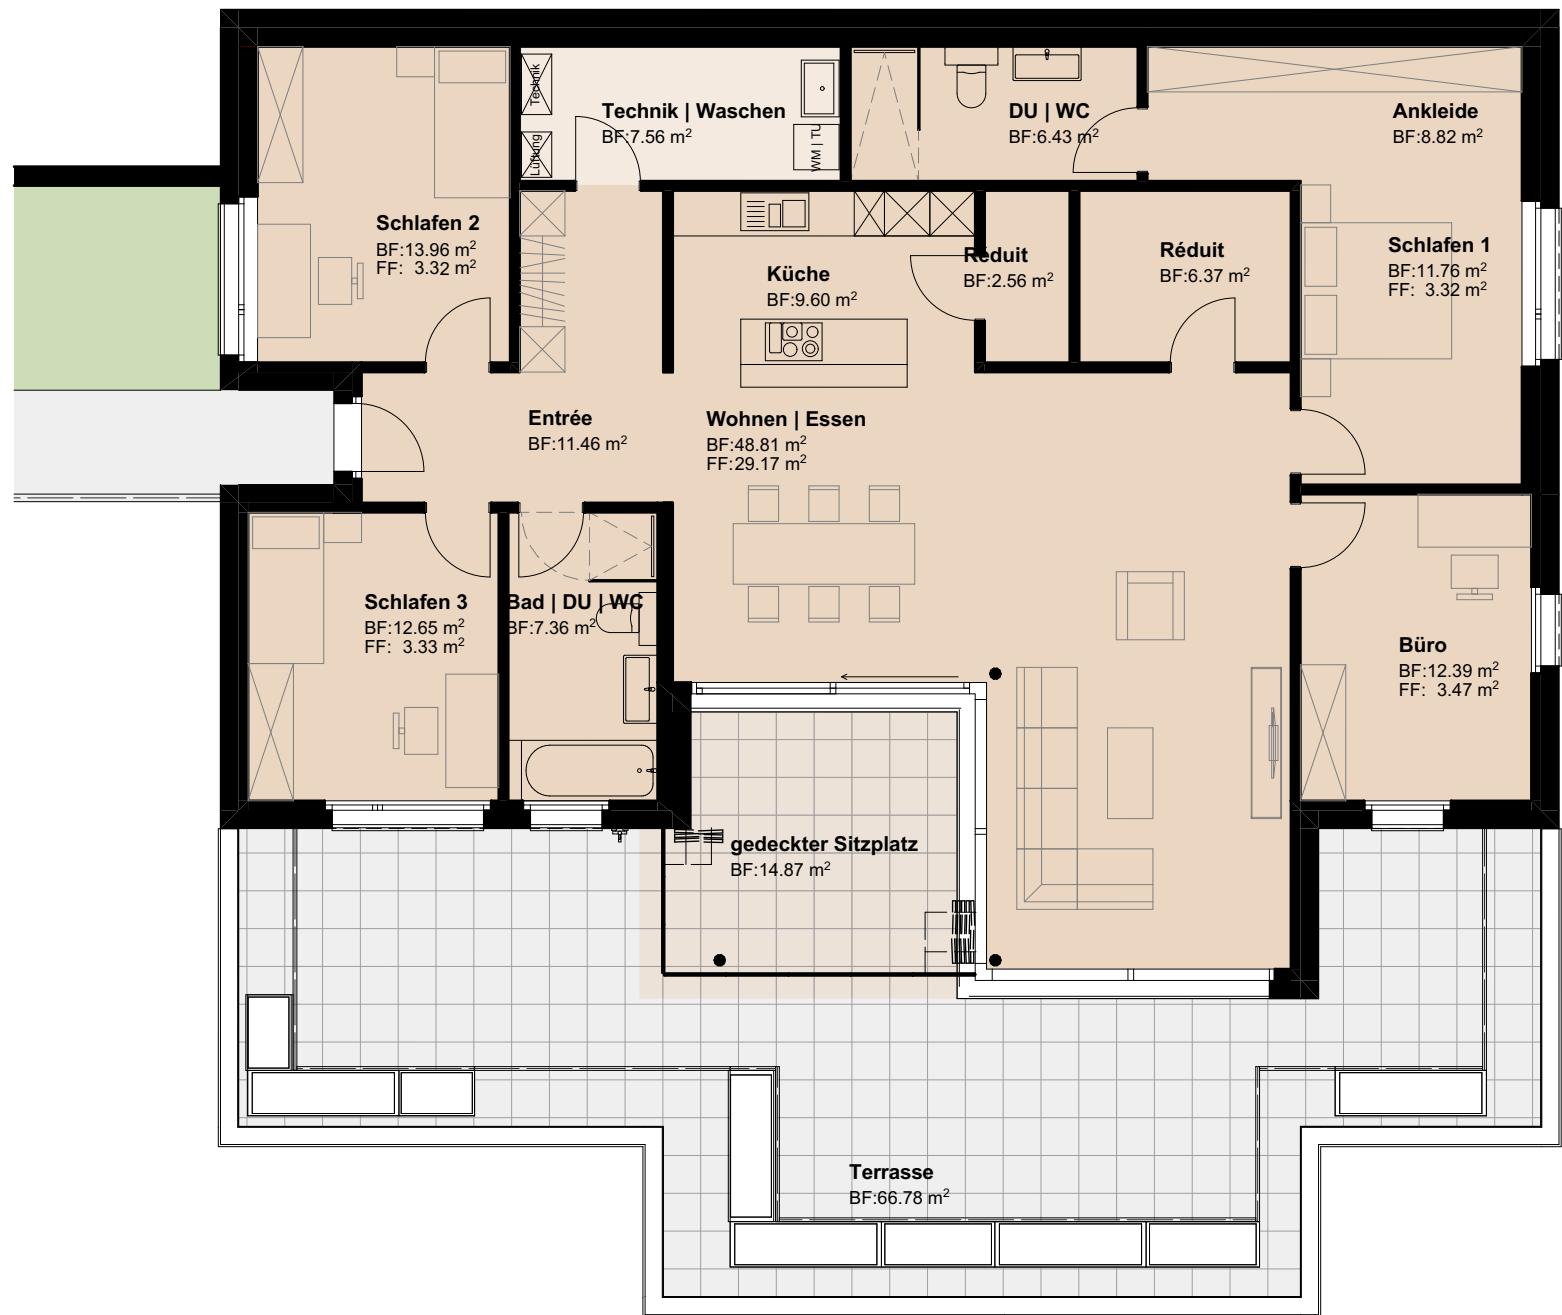 Technik
Lüftung
Technik | Waschen
BF:7.56 m²
WM | TU
DU | WC
BF:6.43 m²
Ankleide
BF:8.82 m²
Schlafen 2
BF:13.96 m²
FF: 3.32 m²
Küche
BF:9.60 m²
Réduit
BF:2.56 m²
Réduit
BF:6.37 m²
Schlafen 1
BF:11.76 m²
FF: 3.32 m²
Entrée
BF:11.46 m²
Wohnen | Essen
BF:48.81 m²
FF:29.17 m²
Schlafen 3
BF:12.65 m²
FF: 3.33 m²
Bad | DU | WC
BF:7.36 m²
Büro
BF:12.39 m²
FF: 3.47 m²
gedeckter Sitzplatz
BF:14.87 m²
Terrasse
BF:66.78 m²